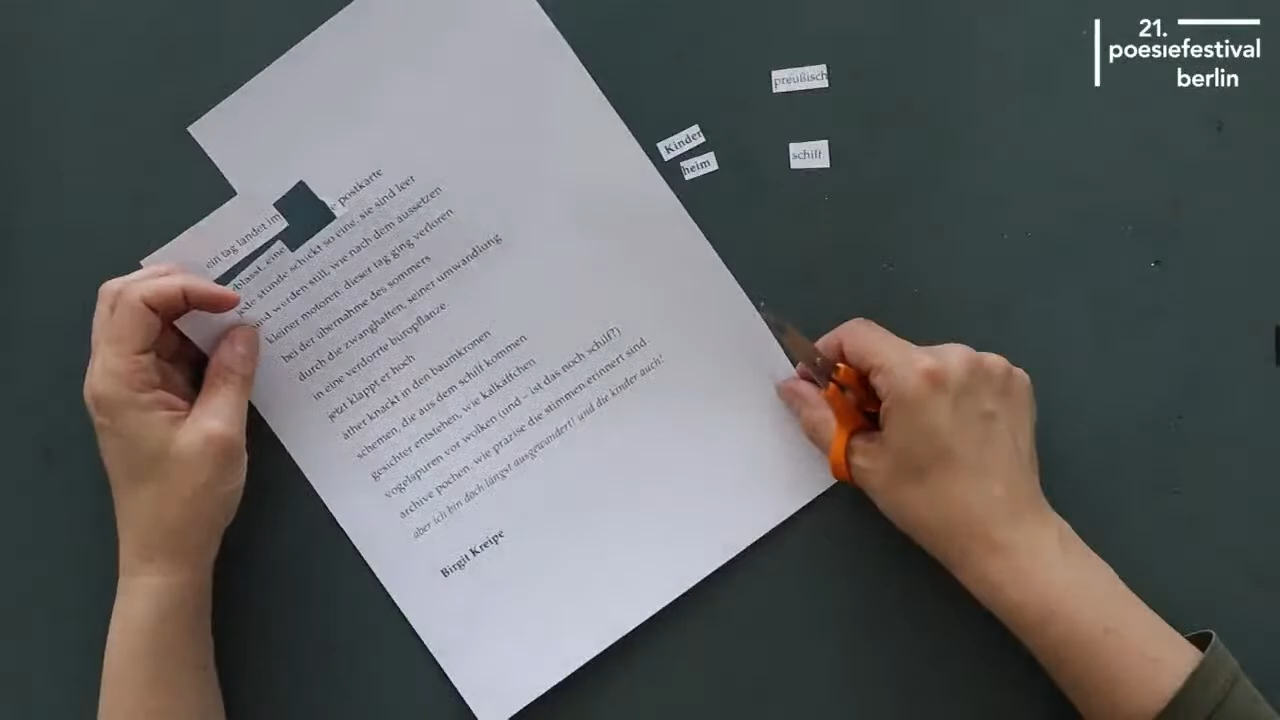 21.
poesiefestival
berlin
preußisch
Kinder
heim
schilf
ein tag landet im e postkarte
blasst, eine
jede stunde schickt so eine, sie sind leer
und werden still, wie nach dem aussetzen
kleiner motoren. dieser tag ging verloren
bei der übernahme des sommers
durch die zwanghaften, seiner umwandlung
in eine verdorrte büropflanze.
jetzt klappt er hoch
äther knackt in den baumkronen
schemen, die aus dem schilf kommen
gesichter entstehen, wie kalkäffchen
vogelspuren vor wolken (und – ist das noch schilf?)
archive pochen. wie präzise die stimmen erinnert sind.
aber ich bin doch längst ausgewandert! und die kinder auch!
Birgit Kreipe